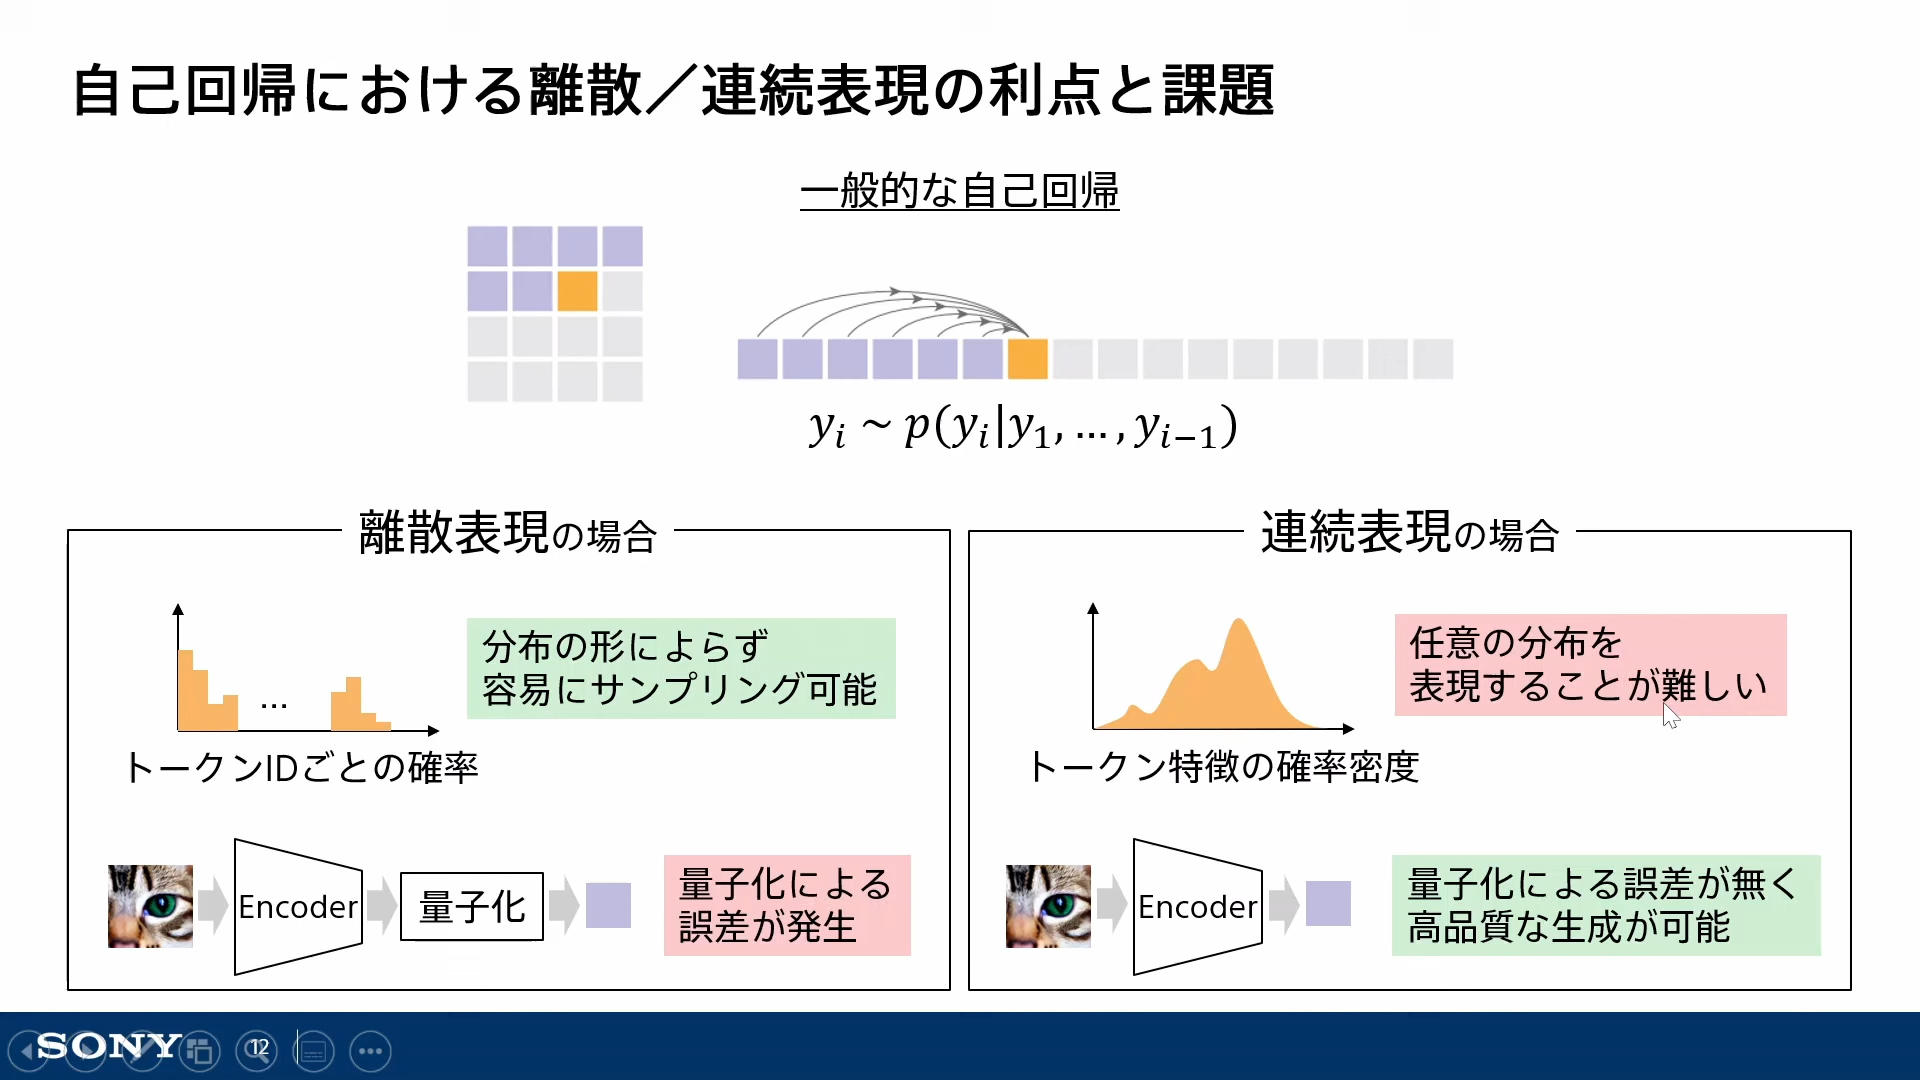 自己回帰における離散／連続表現の利点と課題
一般的な自己回帰
yᵢ ~ p(yᵢ|y₁, … , yᵢ₋₁)
離散表現の場合
分布の形によらず
容易にサンプリング可能
…
トークンIDごとの確率
Encoder
量子化
量子化による
誤差が発生
連続表現の場合
任意の分布を
表現することが難しい
トークン特徴の確率密度
Encoder
量子化による誤差が無く
高品質な生成が可能
SONY
12